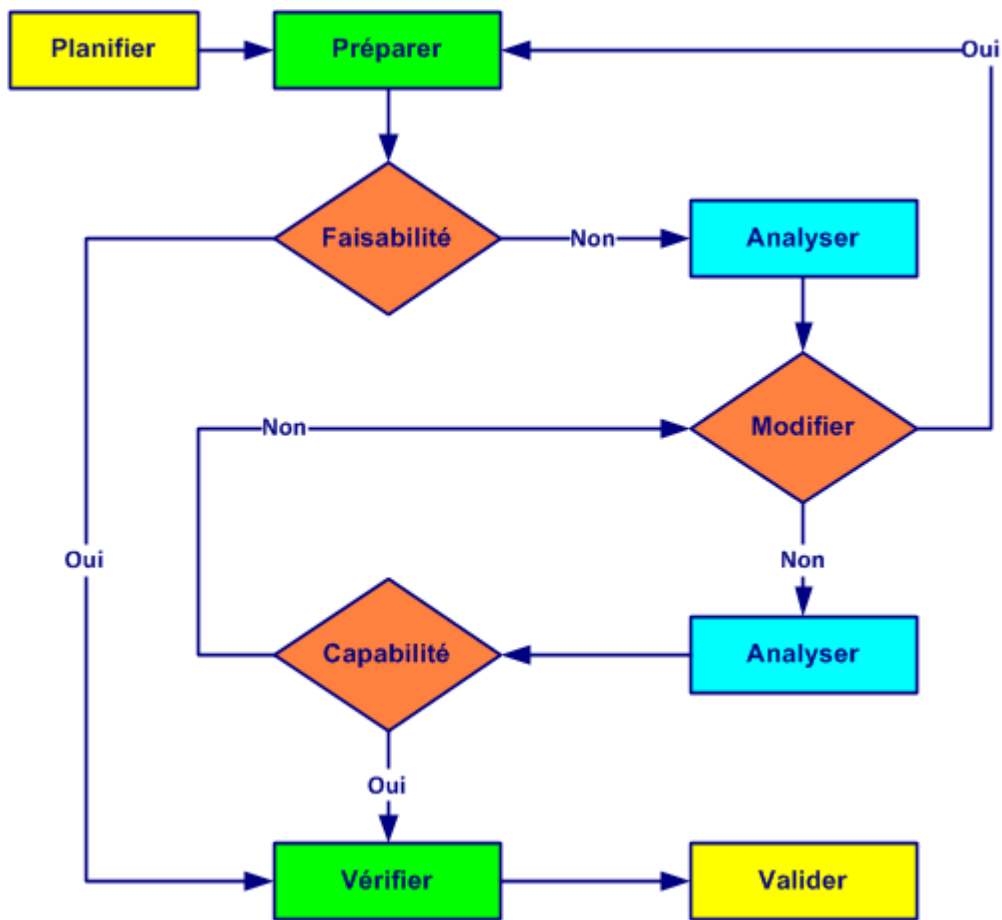 Planifier
Préparer
Oui
Faisabilité
Non
Analyser
Non
Modifier
Oui
Non
Capabilité
Analyser
Oui
Vérifier
Valider